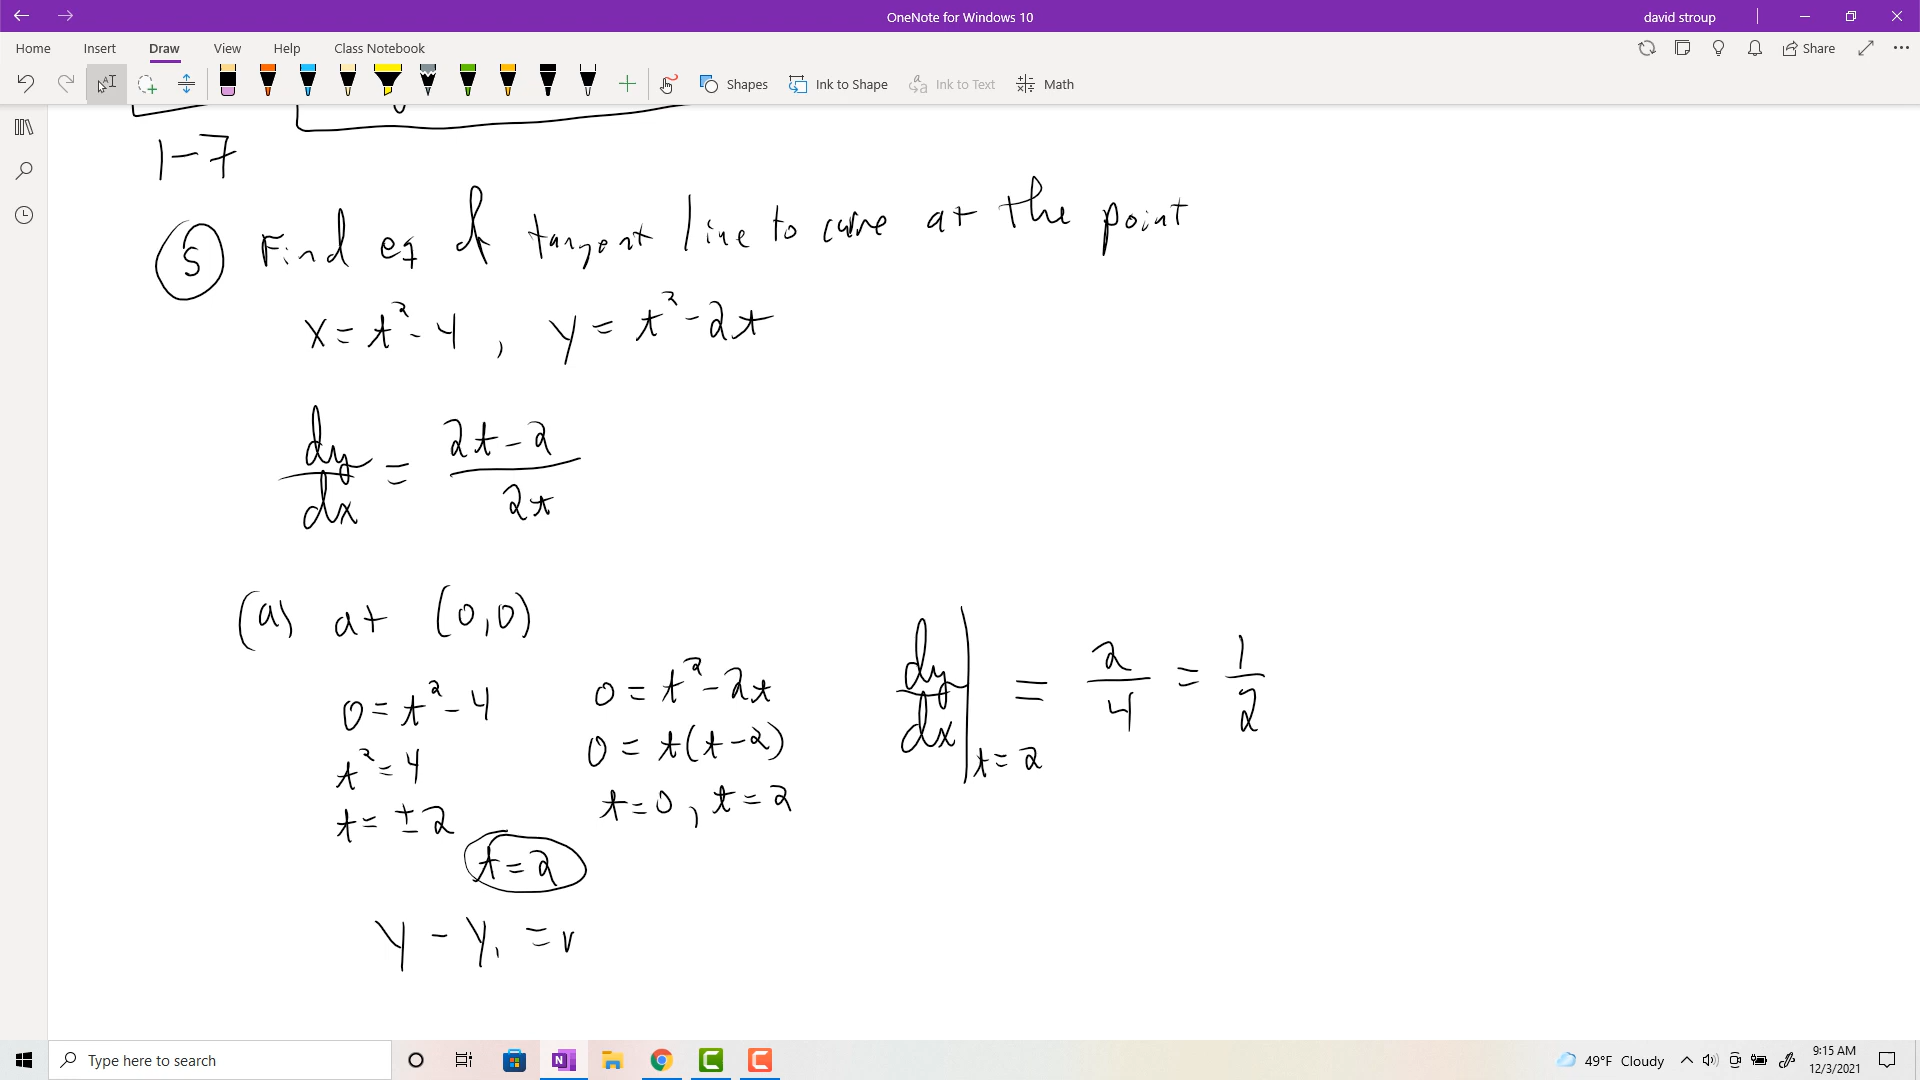 OneNote for Windows 10
david stroup
Home Insert Draw View Help Class Notebook
Share
Shapes Ink to Shape Ink to Text Math
1-7
5 Find eq of tangent line to curve at the point
x = t² - 4 , y = t² - 2t
dy/dx = (2t - 2)/2t
(a) at (0,0)
0 = t² - 4 0 = t² - 2t dy/dx | t = 2 = 2/4 = 1/2
t² = 4 0 = t(t - 2)
t = ± 2 t = 0 , t = 2
t = 2
y - y₁ =
Type here to search
49°F Cloudy
9:15 AM
12/3/2021